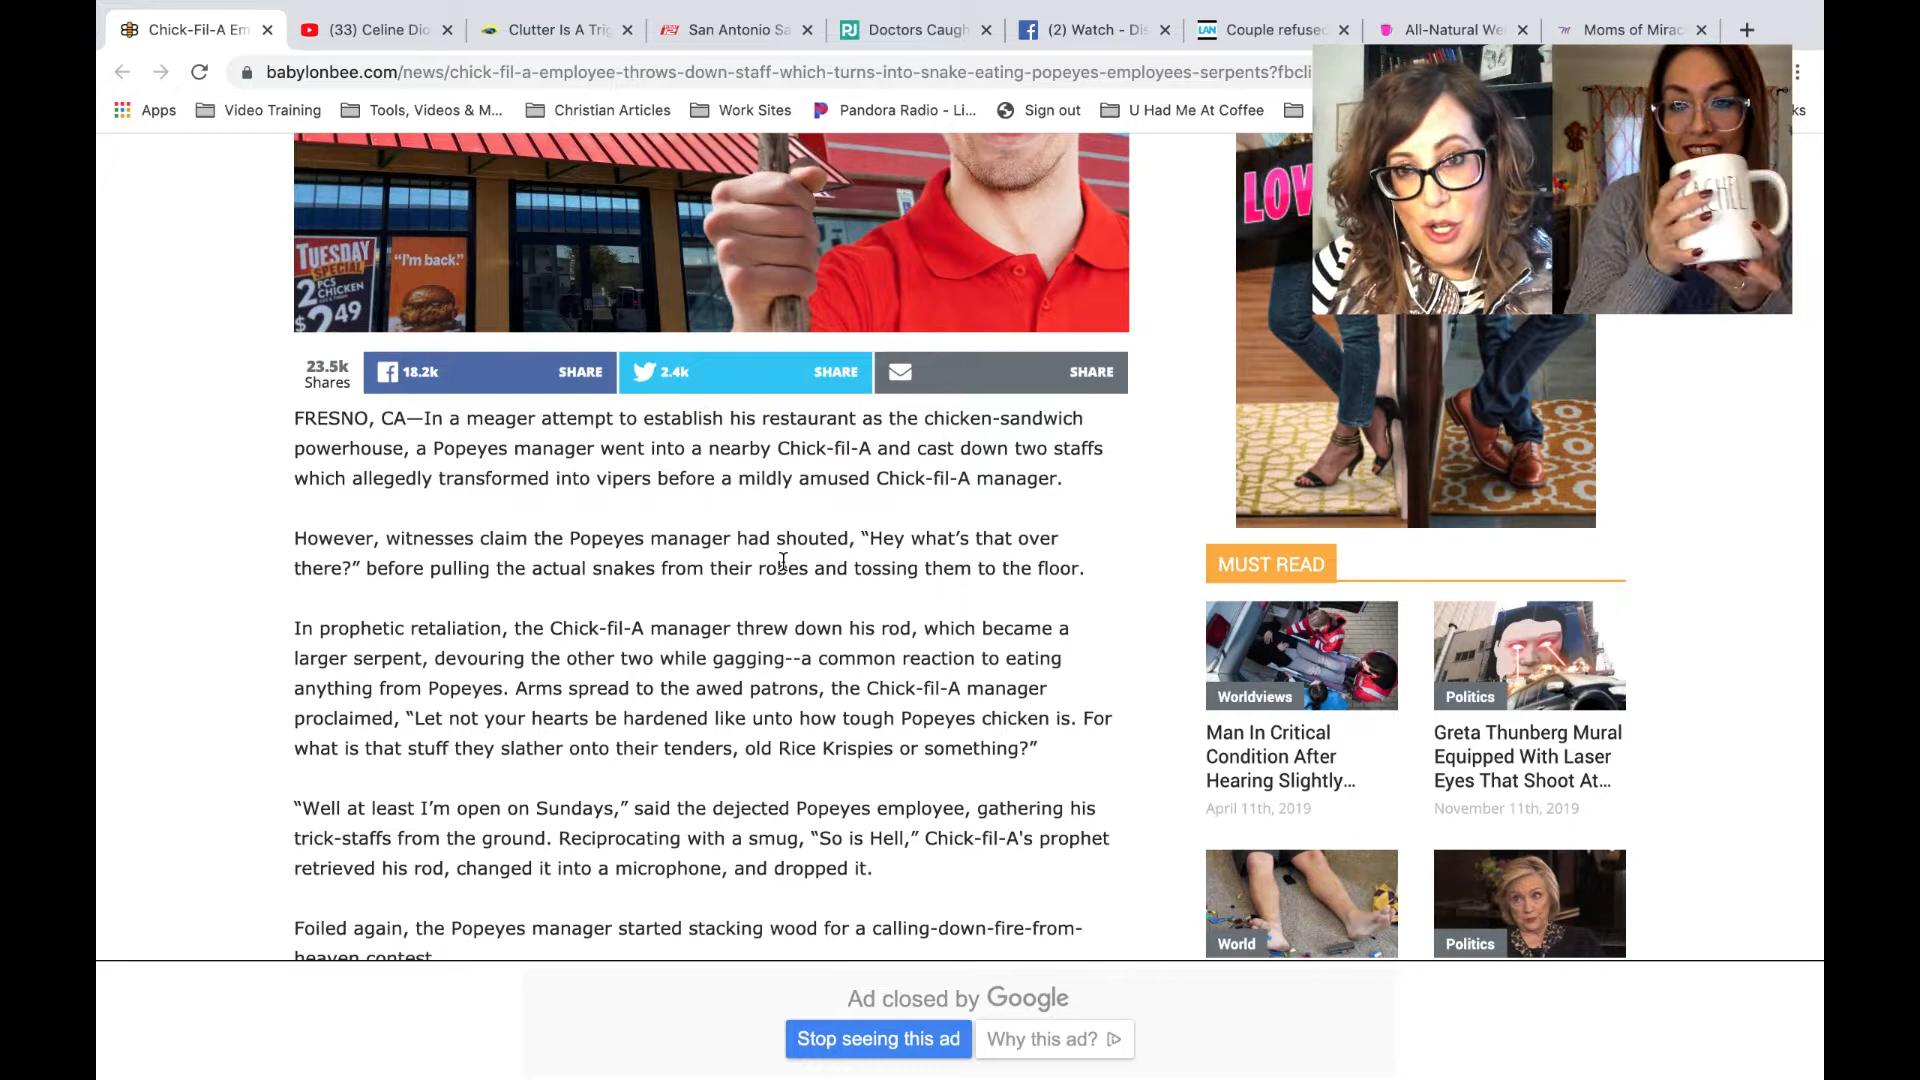 Chick-Fil-A Em
(33) Celine Dio
Clutter Is A Trig
San Antonio Sa
Doctors Caugh
(2) Watch - Dis
Couple refused
All-Natural We
Moms of Mirac
babylonbee.com/news/chick-fil-a-employee-throws-down-staff-which-turns-into-snake-eating-popeyes-employees-serpents?fbcli
Apps
Video Training
Tools, Videos & M...
Christian Articles
Work Sites
Pandora Radio - Li...
Sign out
U Had Me At Coffee
ks
TUESDAY
SPECIAL
2 PCS
CHICKEN
$2.49
"I'm back."
LOV
RACHEL
23.5k
Shares
18.2k SHARE
2.4k SHARE
SHARE
FRESNO, CA—In a meager attempt to establish his restaurant as the chicken-sandwich
powerhouse, a Popeyes manager went into a nearby Chick-fil-A and cast down two staffs
which allegedly transformed into vipers before a mildly amused Chick-fil-A manager.
However, witnesses claim the Popeyes manager had shouted, “Hey what’s that over
there?” before pulling the actual snakes from their robes and tossing them to the floor.
In prophetic retaliation, the Chick-fil-A manager threw down his rod, which became a
larger serpent, devouring the other two while gagging--a common reaction to eating
anything from Popeyes. Arms spread to the awed patrons, the Chick-fil-A manager
proclaimed, “Let not your hearts be hardened like unto how tough Popeyes chicken is. For
what is that stuff they slather onto their tenders, old Rice Krispies or something?”
“Well at least I’m open on Sundays,” said the dejected Popeyes employee, gathering his
trick-staffs from the ground. Reciprocating with a smug, “So is Hell,” Chick-fil-A's prophet
retrieved his rod, changed it into a microphone, and dropped it.
Foiled again, the Popeyes manager started stacking wood for a calling-down-fire-from-
heaven contest.
MUST READ
Worldviews
Man In Critical
Condition After
Hearing Slightly...
April 11th, 2019
Politics
Greta Thunberg Mural
Equipped With Laser
Eyes That Shoot At...
November 11th, 2019
World
Politics
Ad closed by Google
Stop seeing this ad
Why this ad?